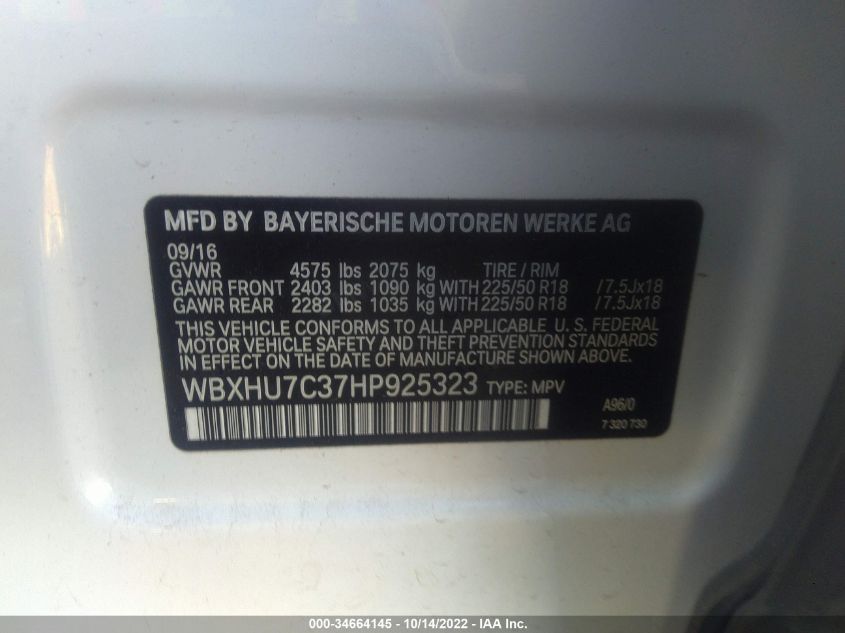 MFD BY BAYERISCHE MOTOREN WERKE AG
09/16
GVWR 4575 lbs 2075 kg TIRE / RIM
GAWR FRONT 2403 lbs 1090 kg WITH 225/50 R18 /7.5Jx18
GAWR REAR 2282 lbs 1035 kg WITH 225/50 R18 /7.5Jx18
THIS VEHICLE CONFORMS TO ALL APPLICABLE U. S. FEDERAL
MOTOR VEHICLE SAFETY AND THEFT PREVENTION STANDARDS
IN EFFECT ON THE DATE OF MANUFACTURE SHOWN ABOVE.
WBXHU7C37HP925323 TYPE: MPV
A96/0
7 320 730
000-34664145 - 10/14/2022 - IAA Inc.